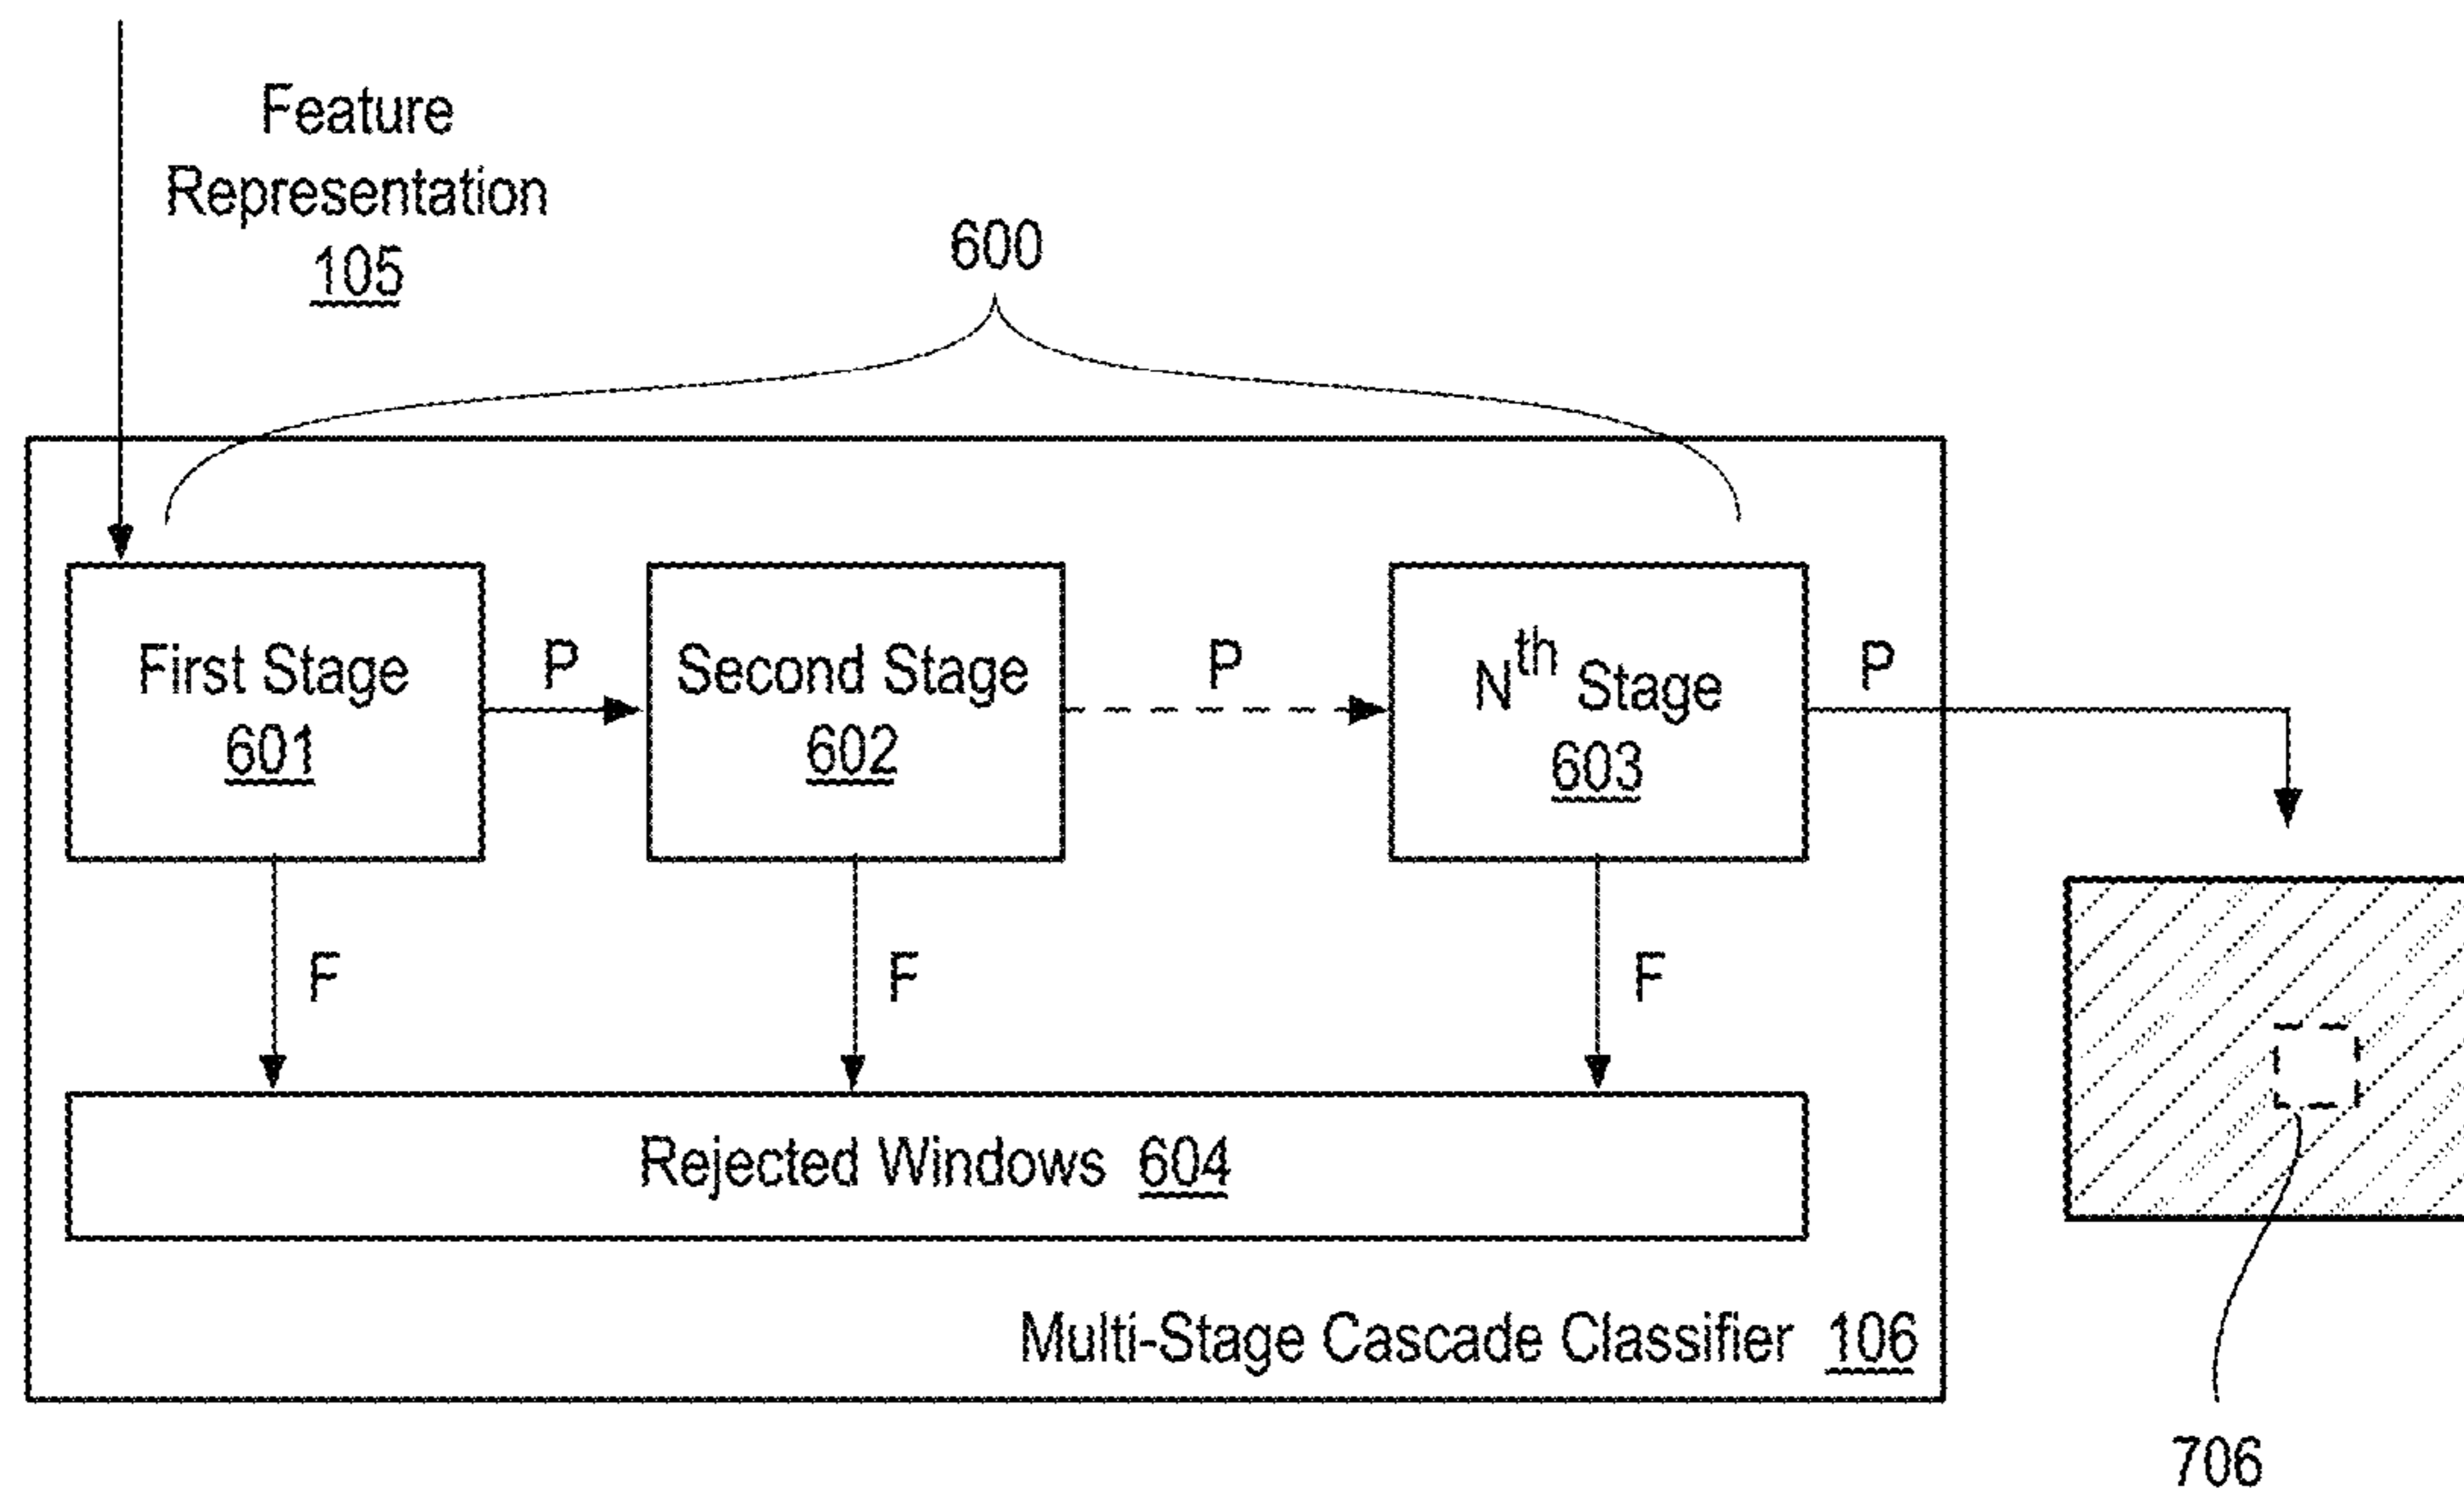 Feature
Representation
105
600
First Stage
601
P
Second Stage
602
P
Nth Stage
603
P
F
F
F
Rejected Windows 604
Multi-Stage Cascade Classifier 106
706